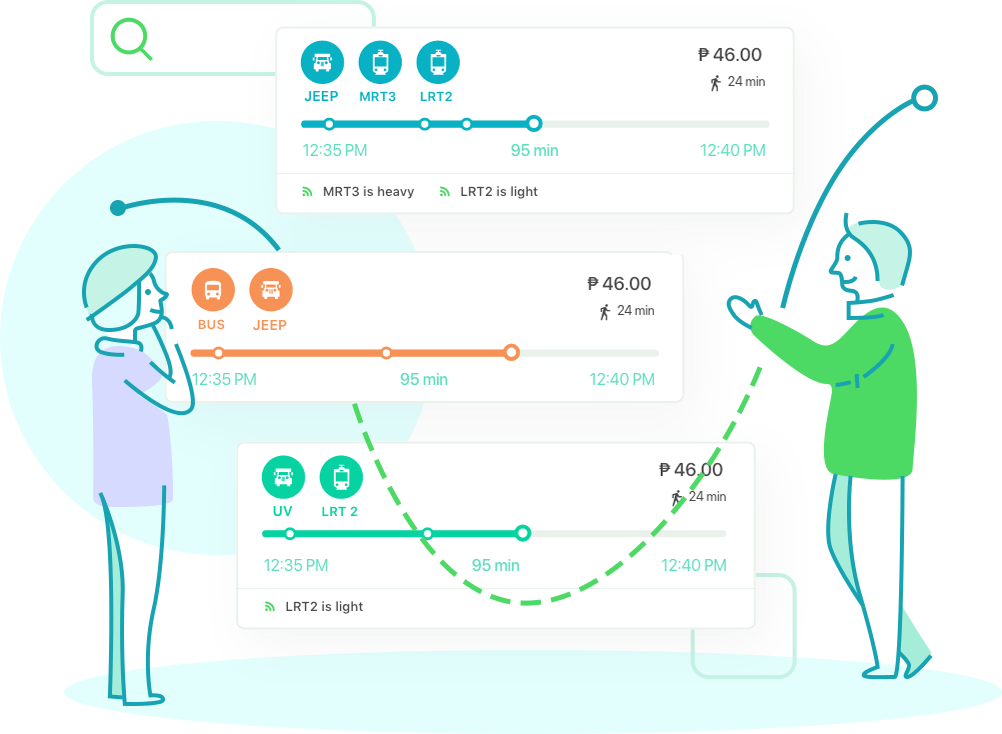 ₱ 46.00
24 min
JEEP MRT3 LRT2
12:35 PM 95 min 12:40 PM
MRT3 is heavy LRT2 is light
₱ 46.00
24 min
BUS JEEP
12:35 PM 95 min 12:40 PM
₱ 46.00
24 min
UV LRT 2
12:35 PM 95 min 12:40 PM
LRT2 is light